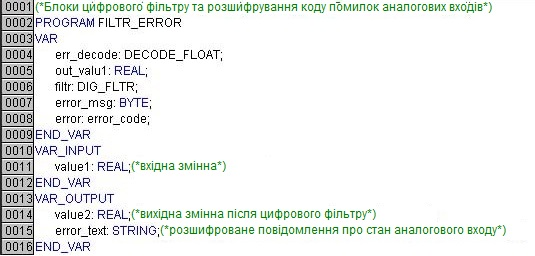 0001 (*Блоки цифрового фільтру та розшифрування коду помилок аналогових входів*)
0002 PROGRAM FILTR_ERROR
0003 VAR
0004 err_decode: DECODE_FLOAT;
0005 out_valu1: REAL;
0006 filtr: DIG_FLTR;
0007 error_msg: BYTE;
0008 error: error_code;
0009 END_VAR
0010 VAR_INPUT
0011 value1: REAL;(*вхідна змінна*)
0012 END_VAR
0013 VAR_OUTPUT
0014 value2: REAL;(*вихідна змінна після цифрового фільтру*)
0015 error_text: STRING;(*розшифроване повідомлення про стан аналогового входу*)
0016 END_VAR